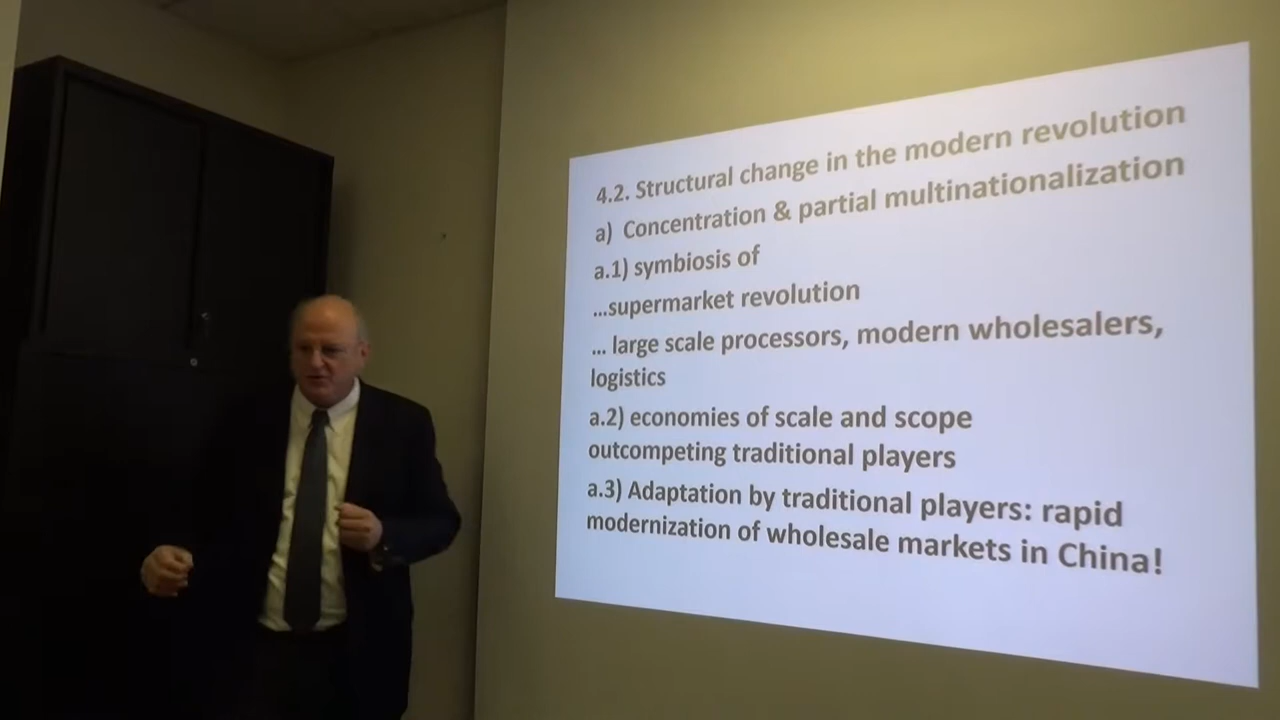 4.2. Structural change in the modern revolution
a) Concentration & partial multinationalization
a.1) symbiosis of
...supermarket revolution
... large scale processors, modern wholesalers,
logistics
a.2) economies of scale and scope
outcompeting traditional players
a.3) Adaptation by traditional players: rapid
modernization of wholesale markets in China!